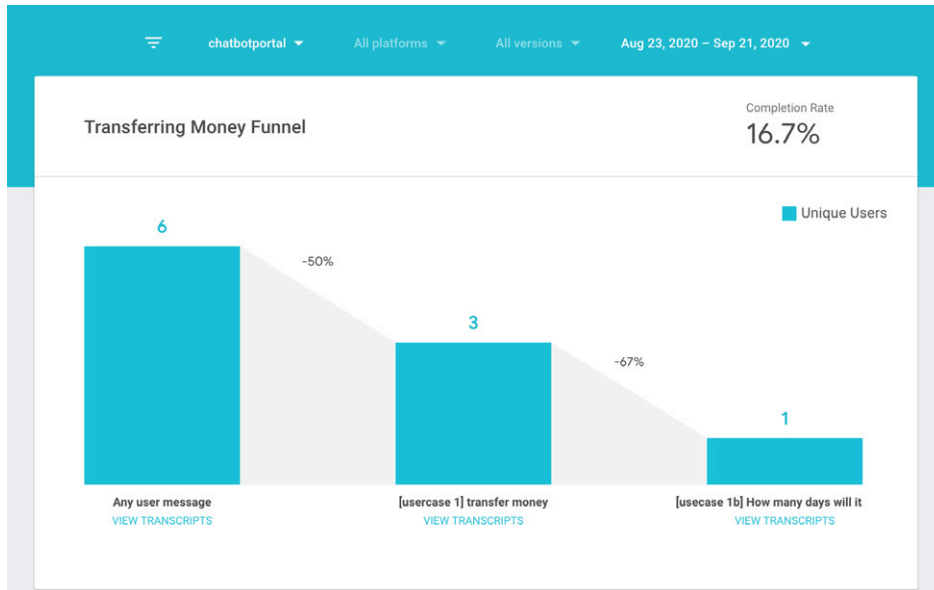 chatbotportal All platforms All versions Aug 23, 2020 – Sep 21, 2020
Completion Rate
Transferring Money Funnel
16.7%
Unique Users
6
-50%
3
-67%
1
Any user message [usercase 1] transfer money [usecase 1b] How many days will it
VIEW TRANSCRIPTS VIEW TRANSCRIPTS VIEW TRANSCRIPTS